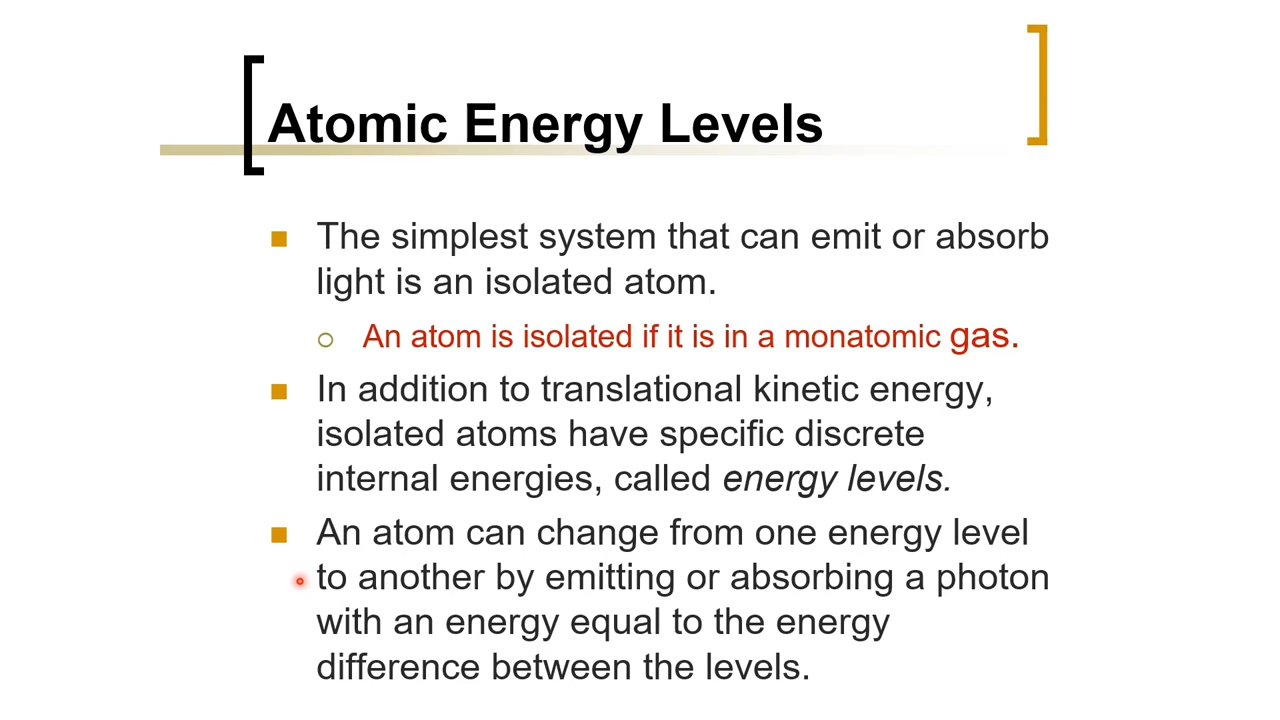 Atomic Energy Levels
The simplest system that can emit or absorb
light is an isolated atom.
An atom is isolated if it is in a monatomic gas.
In addition to translational kinetic energy,
isolated atoms have specific discrete
internal energies, called energy levels.
An atom can change from one energy level
to another by emitting or absorbing a photon
with an energy equal to the energy
difference between the levels.